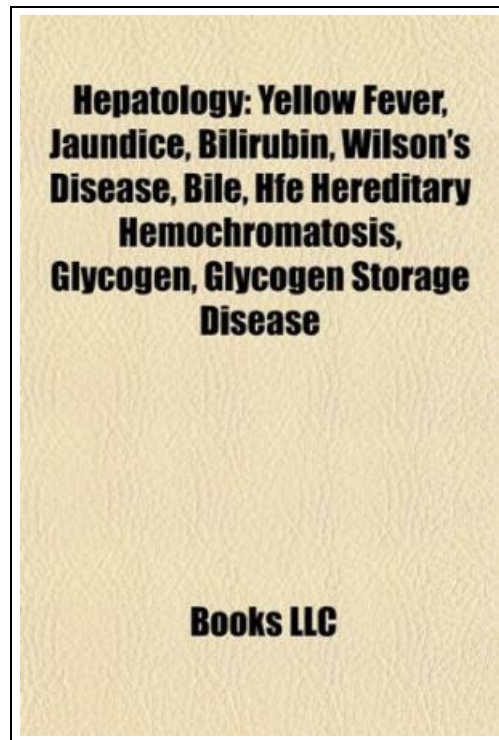 Hepatology: Yellow Fever,
Jaundice, Bilirubin, Wilson's
Disease, Bile, Hfe Hereditary
Hemochromatosis,
Glycogen, Glycogen Storage
Disease
Books LLC